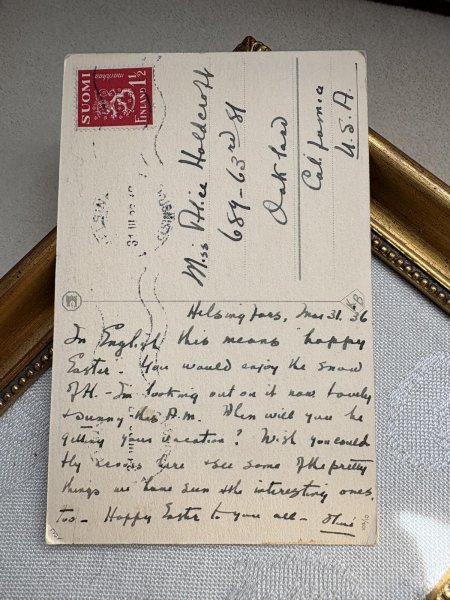 SUOMI
markkaa
1½
FINLAND
31 III 36
Miss Alice Holdcroft
689-63rd St
Oakland
California
U.S.A.
Helsingfors, Mar 31. 36
In English this means happy
Easter - You would enjoy the snow
of H. - I'm looking out on it now. Lovely
+ sunny this A.M. When will you be
getting your vacation? Wish you could
fly across here + see some of the pretty
things we have seen + the interesting ones,
too - Happy Easter to you all -